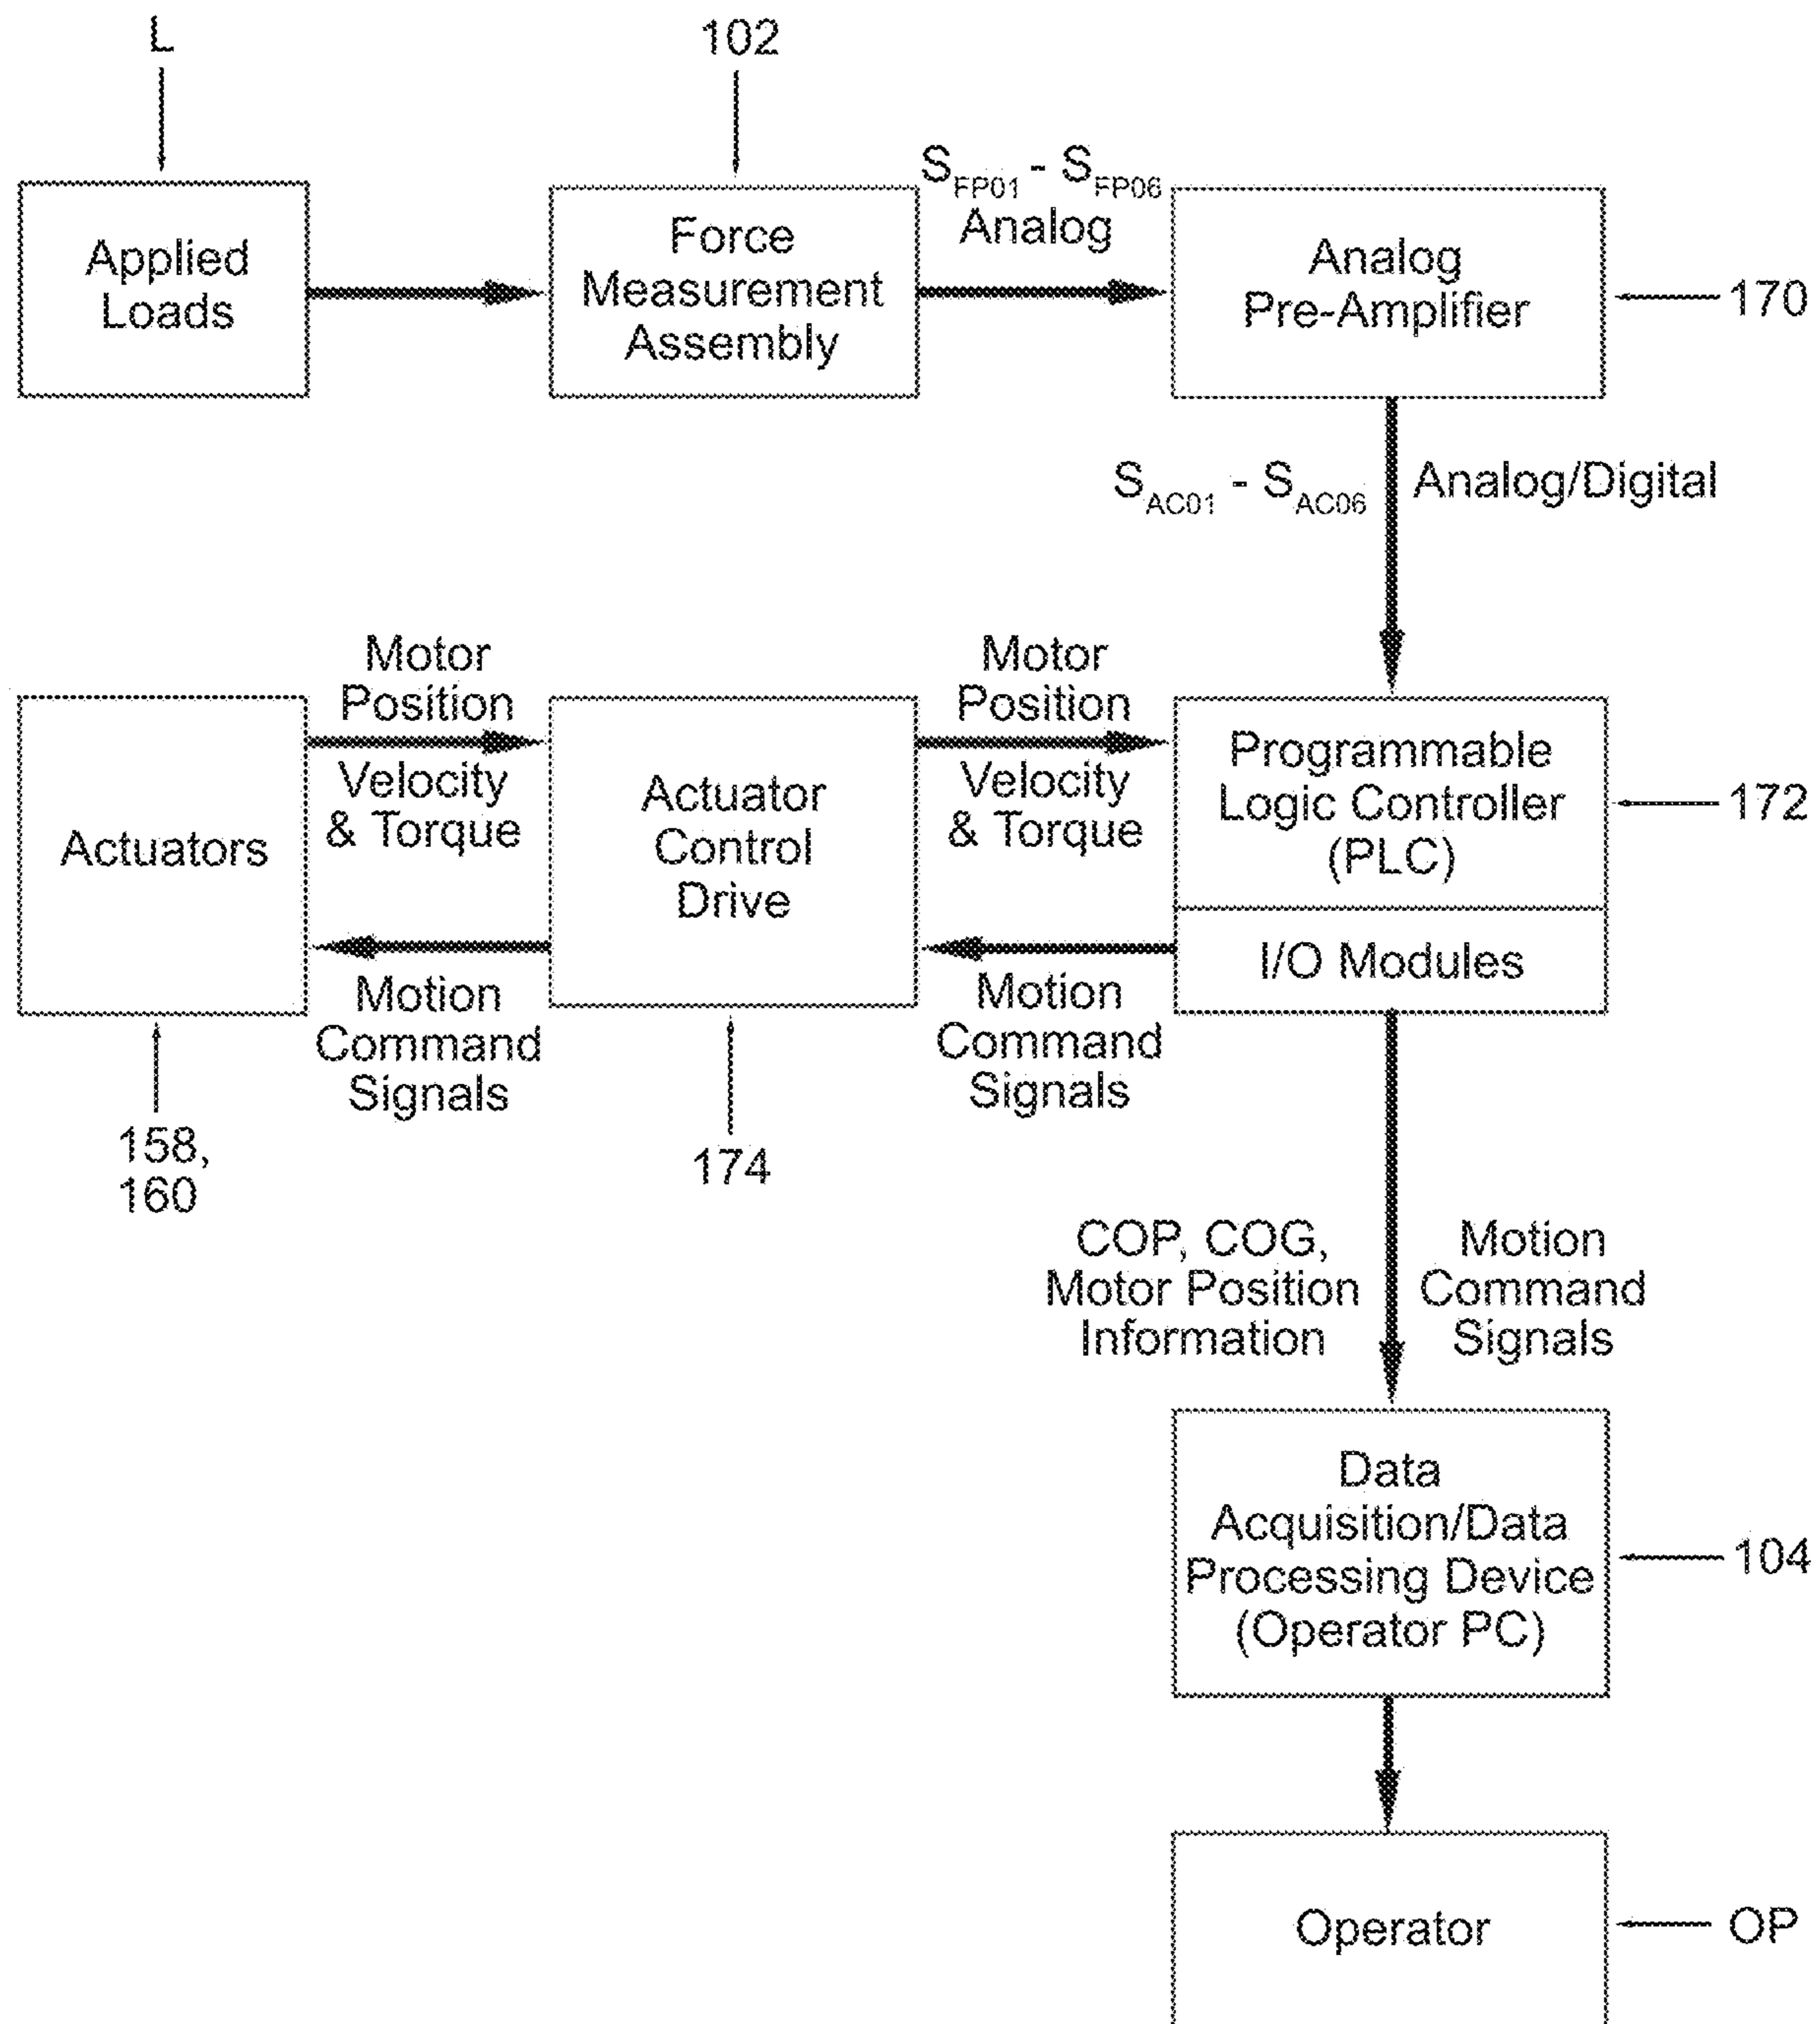 L
102
Applied
Loads
Force
Measurement
Assembly
SFP01 - SFP06
Analog
Analog
Pre-Amplifier
170
SAC01 - SAC06
Analog/Digital
Actuators
158,
160
Motor
Position
Velocity
& Torque
Motion
Command
Signals
Actuator
Control
Drive
174
Motor
Position
Velocity
& Torque
Motion
Command
Signals
Programmable
Logic Controller
(PLC)
I/O Modules
172
COP, COG,
Motor Position
Information
Motion
Command
Signals
Data
Acquisition/Data
Processing Device
(Operator PC)
104
Operator
OP